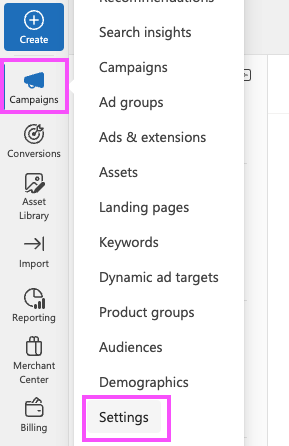 Recommendations
Create
Search insights
Campaigns
Campaigns
Ad groups
Ads & extensions
Conversions
Assets
Asset
Library
Landing pages
Import
Keywords
Dynamic ad targets
Reporting
Product groups
Merchant
Center
Audiences
Demographics
Billing
Settings